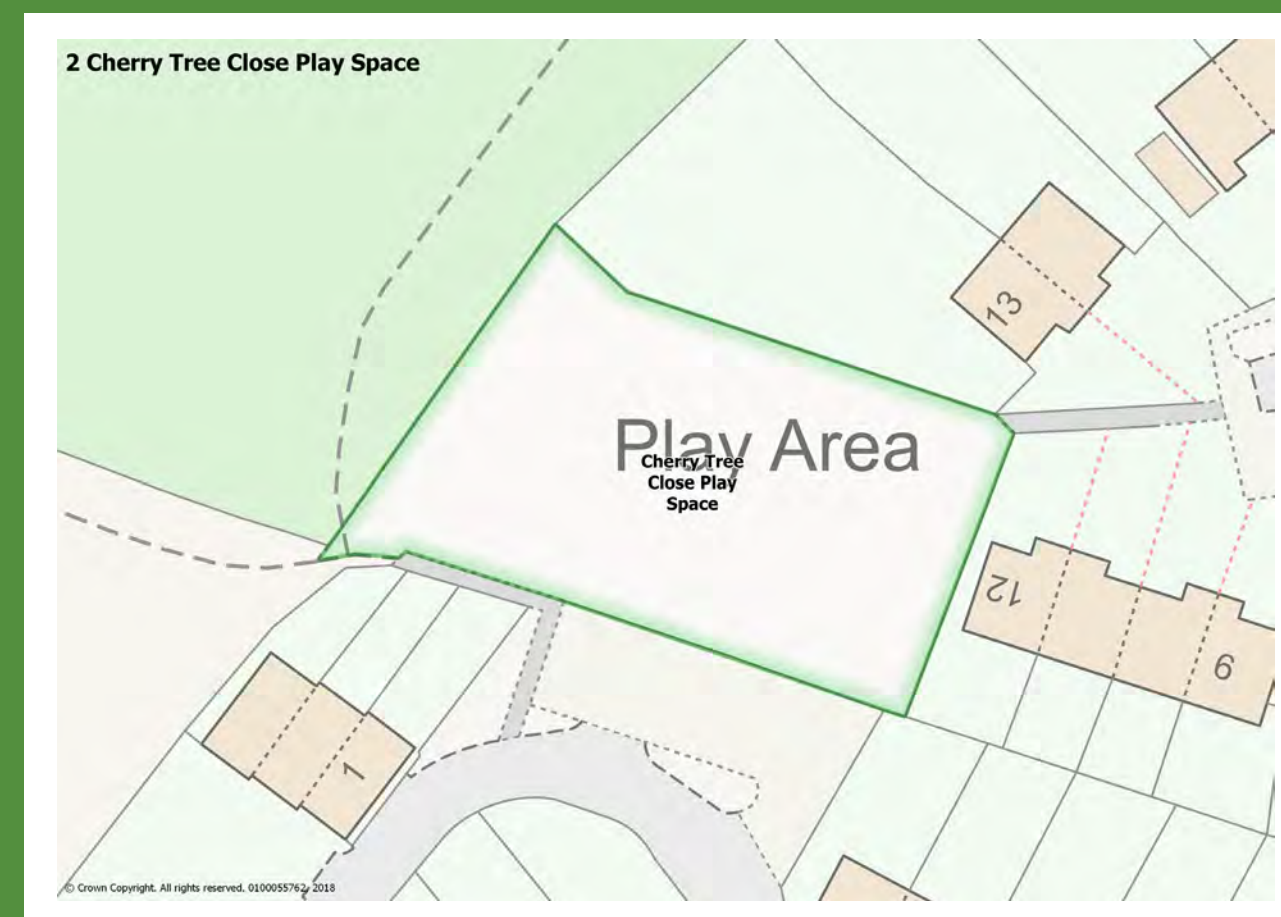 2 Cherry Tree Close Play Space
13
Play Area
Cherry Tree
Close Play
Space
12
9
1
© Crown Copyright. All rights reserved. 0100055762, 2018